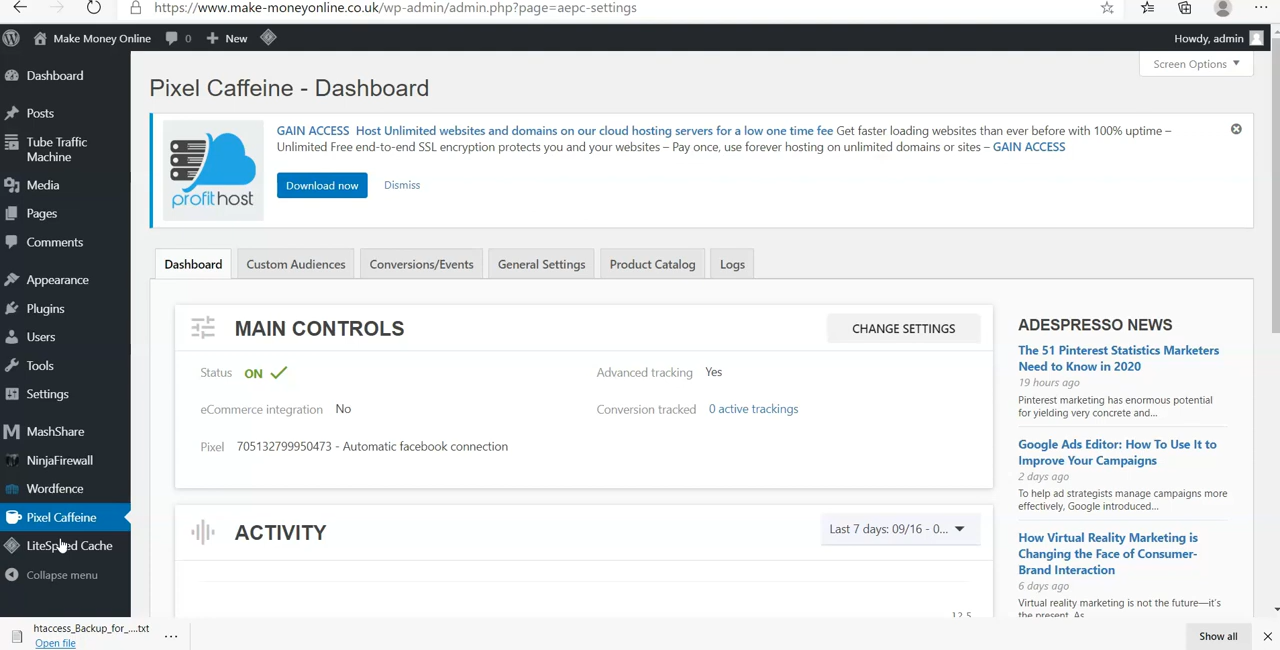 https://www.make-moneyonline.co.uk/wp-admin/admin.php?page=aepc-settings
Make Money Online 0 New
Howdy, admin
Screen Options
Dashboard
Posts
Tube Traffic
Machine
Media
Pages
Comments
Appearance
Plugins
Users
Tools
Settings
MashShare
NinjaFirewall
Wordfence
Pixel Caffeine
LiteSpeed Cache
Collapse menu
Pixel Caffeine - Dashboard
profithost
GAIN ACCESS Host Unlimited websites and domains on our cloud hosting servers for a low one time fee Get faster loading websites than ever before with 100% uptime –
Unlimited Free end-to-end SSL encryption protects you and your websites – Pay once, use forever hosting on unlimited domains or sites – GAIN ACCESS
Download now Dismiss
Dashboard Custom Audiences Conversions/Events General Settings Product Catalog Logs
MAIN CONTROLS
CHANGE SETTINGS
Status ON
Advanced tracking Yes
eCommerce integration No
Conversion tracked 0 active trackings
Pixel 705132799950473 - Automatic facebook connection
ACTIVITY
Last 7 days: 09/16 - 0...
12.5
ADESPRESSO NEWS
The 51 Pinterest Statistics Marketers
Need to Know in 2020
19 hours ago
Pinterest marketing has enormous potential
for yielding very concrete and...
Google Ads Editor: How To Use It to
Improve Your Campaigns
2 days ago
To help ad strategists manage campaigns more
effectively, Google introduced...
How Virtual Reality Marketing is
Changing the Face of Consumer-
Brand Interaction
6 days ago
Virtual reality marketing is not the future—it's
the present. As
htaccess_Backup_for_....txt
Open file
Show all